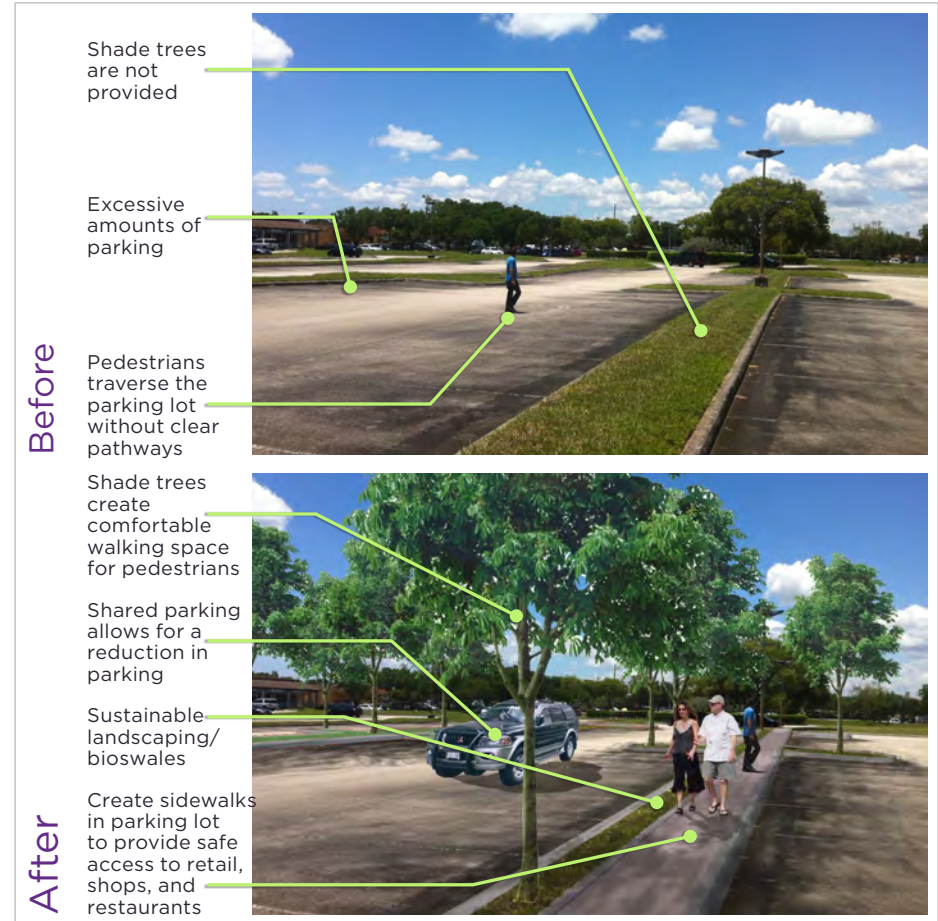 Shade trees
are not
provided
Excessive
amounts of
parking
Pedestrians
traverse the
parking lot
without clear
pathways
Before
Shade trees
create
comfortable
walking space
for pedestrians
Shared parking
allows for a
reduction in
parking
Sustainable
landscaping/
bioswales
Create sidewalks
in parking lot
to provide safe
access to retail,
shops, and
restaurants
After